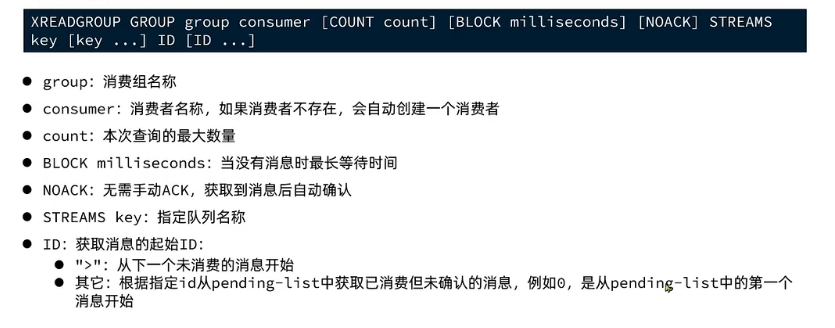 XREADGROUP GROUP group consumer [COUNT count] [BLOCK milliseconds] [NOACK] STREAMS
key [key ...] ID [ID ...]
● group：消费组名称
● consumer：消费者名称，如果消费者不存在，会自动创建一个消费者
● count：本次查询的最大数量
● BLOCK milliseconds：当没有消息时最长等待时间
● NOACK：无需手动ACK，获取到消息后自动确认
● STREAMS key：指定队列名称
● ID：获取消息的起始ID：
● ">"：从下一个未消费的消息开始
● 其它：根据指定id从pending-list中获取已消费但未确认的消息，例如0，是从pending-list中的第一个
消息开始